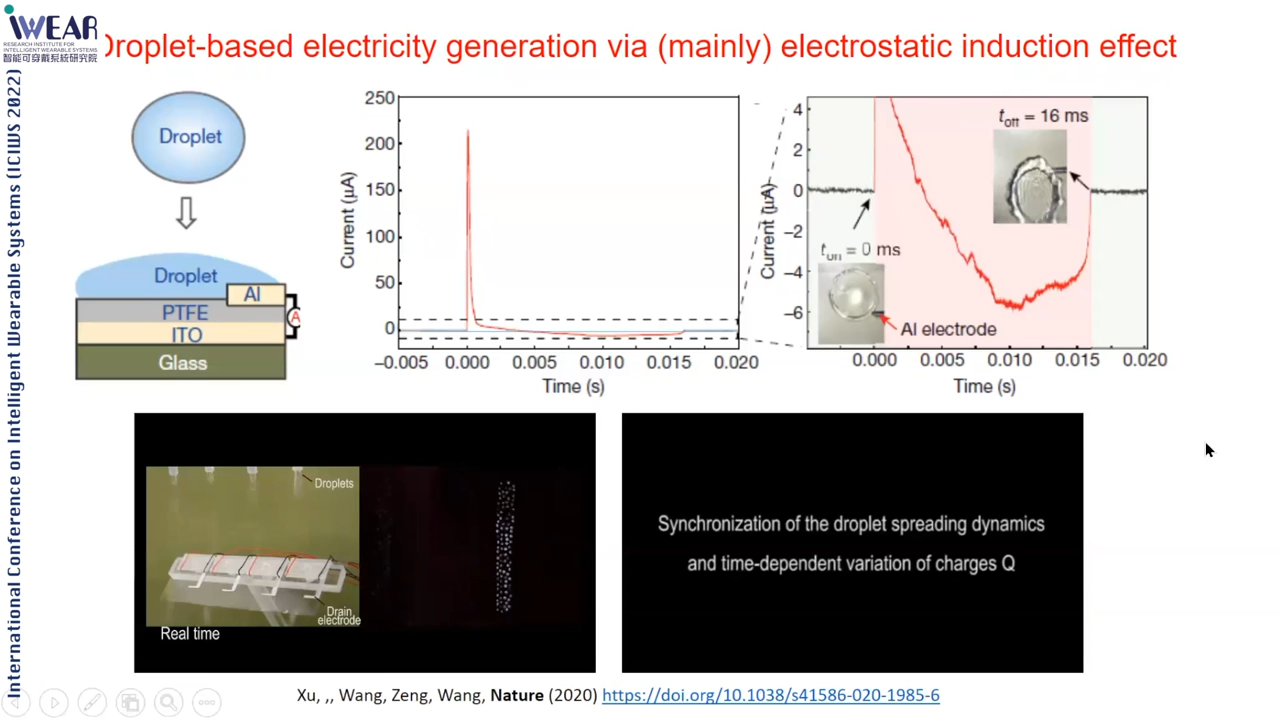 iWEAR
RESEARCH INSTITUTE FOR
INTELLIGENT WEARABLE SYSTEMS
智能可穿戴系統研究院
International Conference on Intelligent Wearable Systems (ICIWS 2022)
Droplet-based electricity generation via (mainly) electrostatic induction effect
Droplet
Droplet
Al
PTFE
ITO
Glass
A
250
200
150
100
50
0
Current (µA)
−0.005
0.000
0.005
0.010
0.015
0.020
Time (s)
4
2
0
−2
−4
−6
Current (µA)
toff = 16 ms
ton = 0 ms
Al electrode
0.000
0.005
0.010
0.015
0.020
Time (s)
Droplets
Drain
electrode
Real time
Synchronization of the droplet spreading dynamics
and time-dependent variation of charges Q
Xu, ,, Wang, Zeng, Wang, Nature (2020) https://doi.org/10.1038/s41586-020-1985-6